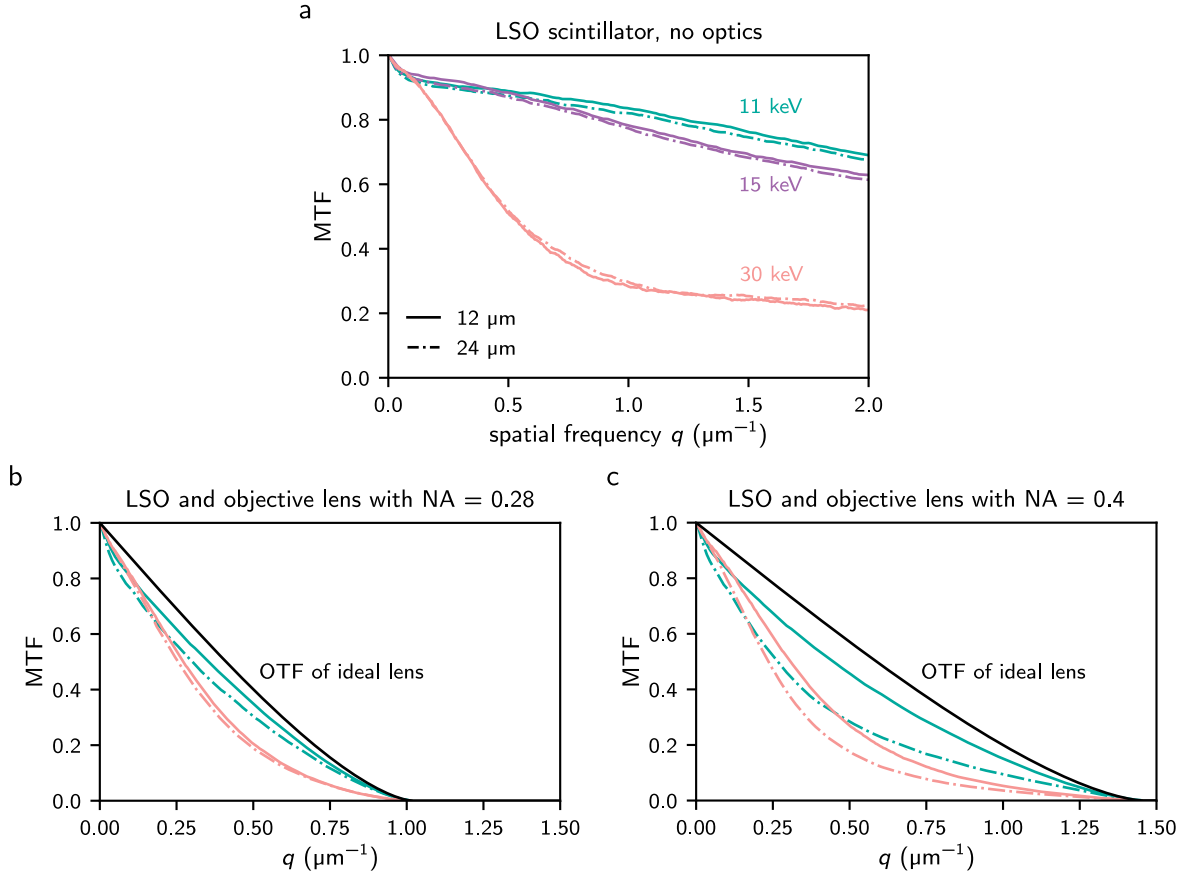 a
LSO scintillator, no optics
1.0
0.8
0.6
0.4
0.2
0.0
MTF
11 keV
15 keV
30 keV
12 µm
24 µm
0.0 0.5 1.0 1.5 2.0
spatial frequency q (µm⁻¹)
b
LSO and objective lens with NA = 0.28
1.0
0.8
0.6
0.4
0.2
0.0
MTF
OTF of ideal lens
0.00 0.25 0.50 0.75 1.00 1.25 1.50
q (µm⁻¹)
c
LSO and objective lens with NA = 0.4
1.0
0.8
0.6
0.4
0.2
0.0
MTF
OTF of ideal lens
0.00 0.25 0.50 0.75 1.00 1.25 1.50
q (µm⁻¹)